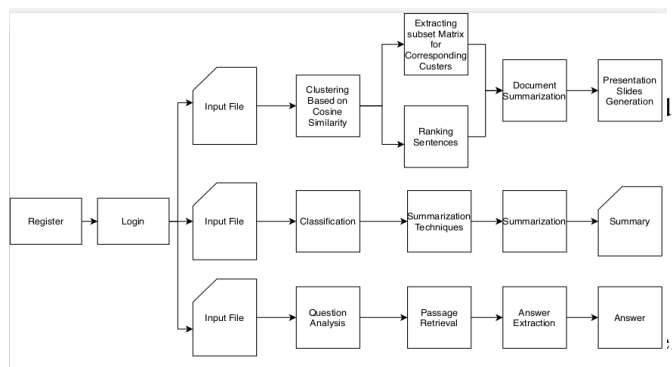 Extracting
subset Matrix
for
Corresponding
Custers
Input File
Clustering
Based on
Cosine
Similarity
Ranking
Sentences
Document
Summarization
Presentation
Slides
Generation
Register
Login
Input File
Classification
Summarization
Techniques
Summarization
Summary
Input File
Question
Analysis
Passage
Retrieval
Answer
Extraction
Answer